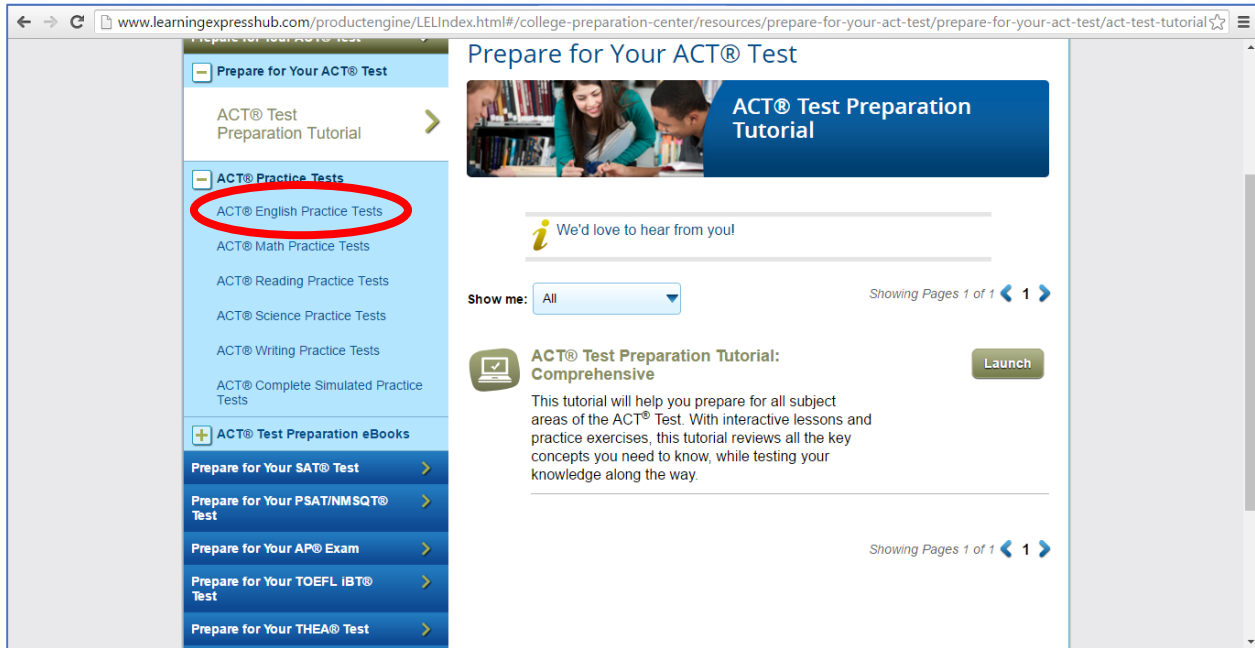 www.learningexpresshub.com/productengine/LELIndex.html#/college-preparation-center/resources/prepare-for-your-act-test/prepare-for-your-act-test/act-test-tutorial
Prepare for Your ACT® Test
Prepare for Your ACT® Test
ACT® Test
Preparation Tutorial
ACT® Practice Tests
ACT® English Practice Tests
ACT® Math Practice Tests
ACT® Reading Practice Tests
ACT® Science Practice Tests
ACT® Writing Practice Tests
ACT® Complete Simulated Practice
Tests
ACT® Test Preparation eBooks
Prepare for Your SAT® Test
Prepare for Your PSAT/NMSQT®
Test
Prepare for Your AP® Exam
Prepare for Your TOEFL iBT®
Test
Prepare for Your THEA® Test
Prepare for Your ACT® Test
ACT® Test Preparation
Tutorial
We'd love to hear from you!
Show me: All
Showing Pages 1 of 1 1
ACT® Test Preparation Tutorial:
Comprehensive
Launch
This tutorial will help you prepare for all subject
areas of the ACT® Test. With interactive lessons and
practice exercises, this tutorial reviews all the key
concepts you need to know, while testing your
knowledge along the way.
Showing Pages 1 of 1 1